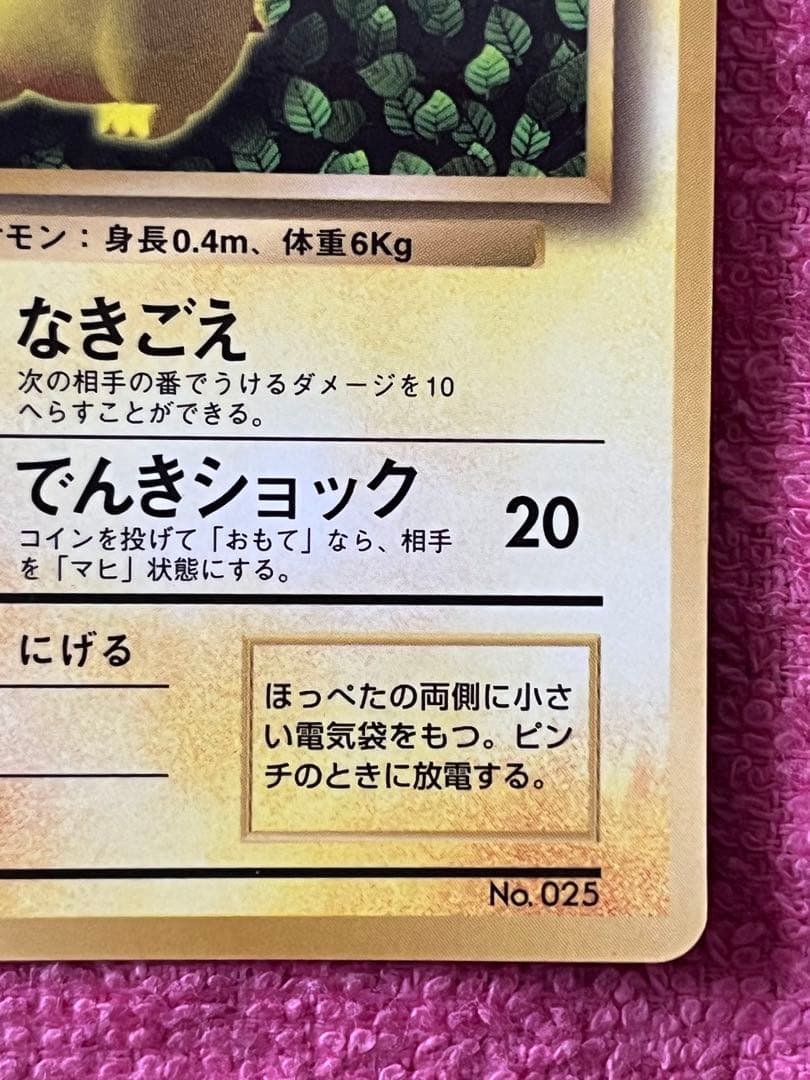 モン：身長0.4m、体重6Kg
なきごえ
次の相手の番でうけるダメージを10
へらすことができる。
でんきショック 20
コインを投げて「おもて」なら、相手
を「マヒ」状態にする。
にげる
ほっぺたの両側に小さ
い電気袋をもつ。ピン
チのときに放電する。
No. 025